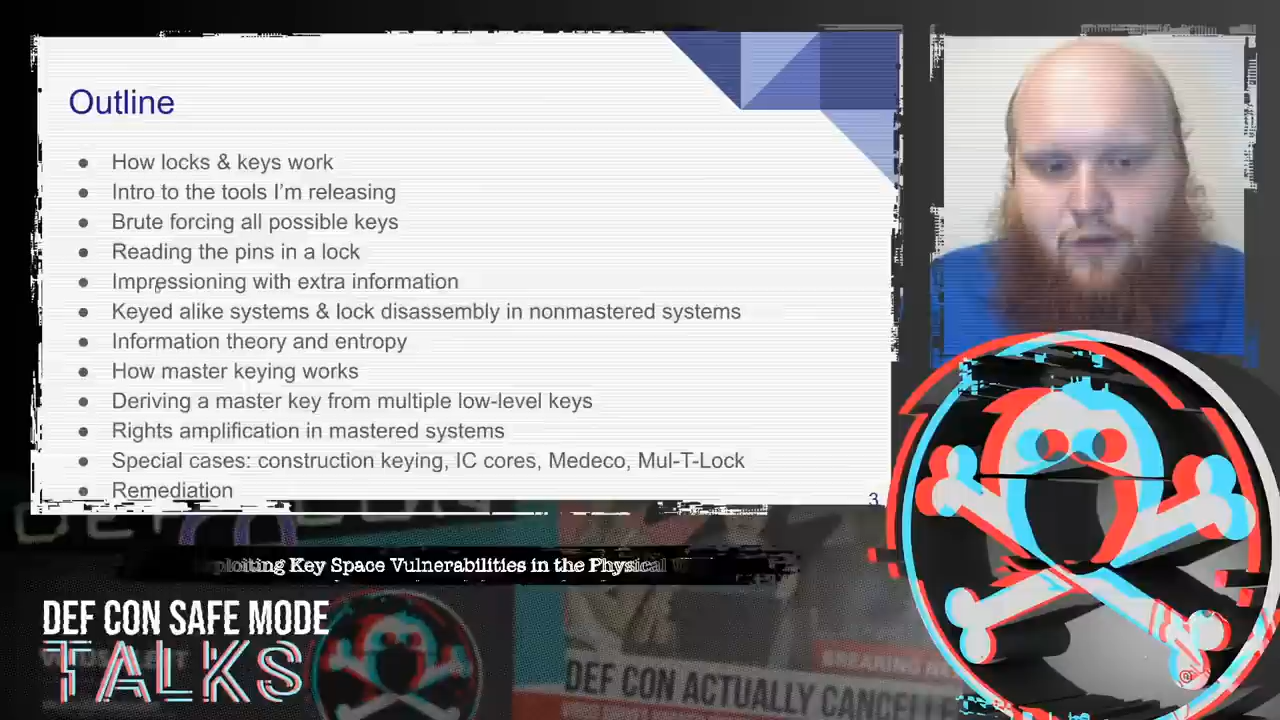 Outline
● How locks & keys work
● Intro to the tools I'm releasing
● Brute forcing all possible keys
● Reading the pins in a lock
● Impressioning with extra information
● Keyed alike systems & lock disassembly in nonmastered systems
● Information theory and entropy
● How master keying works
● Deriving a master key from multiple low-level keys
● Rights amplification in mastered systems
● Special cases: construction keying, IC cores, Medeco, Mul-T-Lock
● Remediation
3
Key Space Vulnerabilities in the Physical
DEF CON SAFE MODE
TALKS
DEF CON ACTUALLY